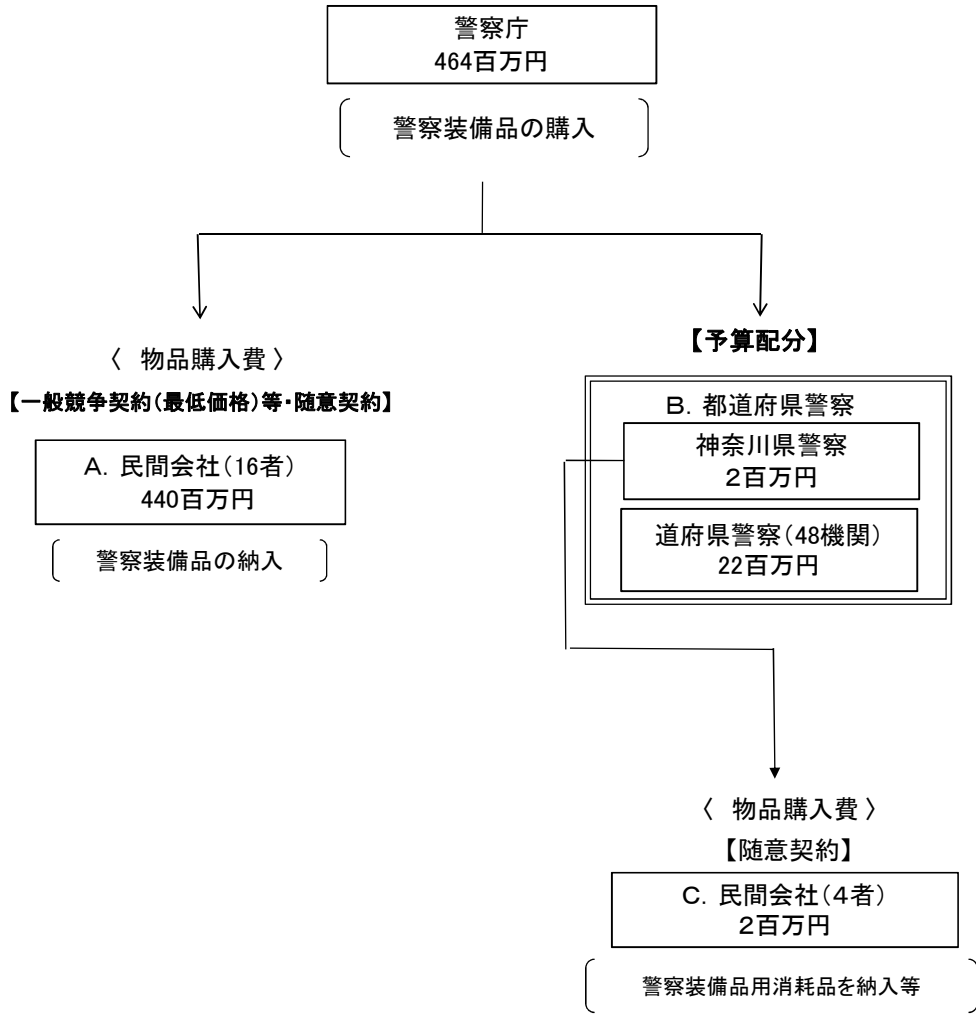 警察庁
464百万円
警察装備品の購入
〈 物品購入費 〉
【一般競争契約(最低価格)等・随意契約】
A. 民間会社(16者)
440百万円
警察装備品の納入
【予算配分】
B. 都道府県警察
神奈川県警察
2百万円
道府県警察(48機関)
22百万円
〈 物品購入費 〉
【随意契約】
C. 民間会社(4者)
2百万円
警察装備品用消耗品を納入等